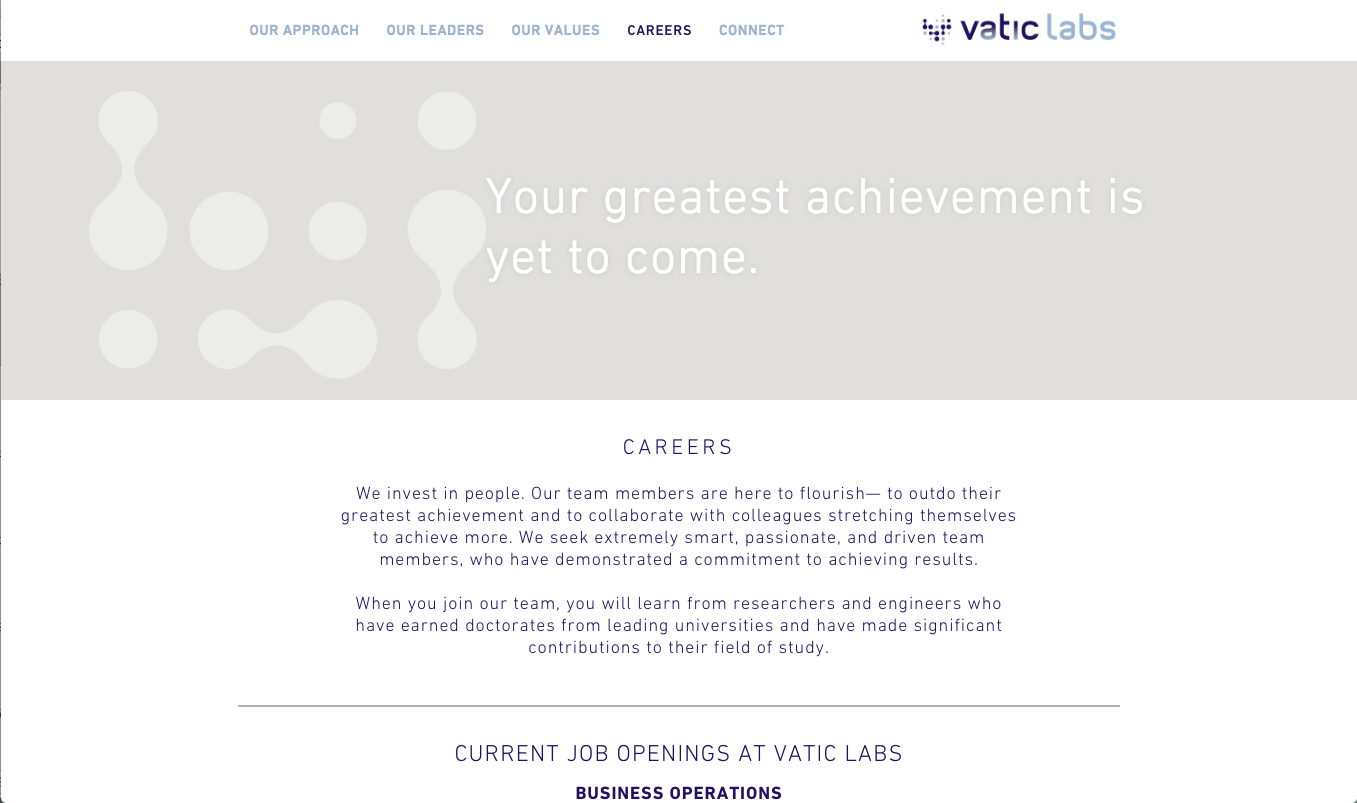 OUR APPROACH OUR LEADERS OUR VALUES CAREERS CONNECT vatic labs
Your greatest achievement is
yet to come.
CAREERS
We invest in people. Our team members are here to flourish— to outdo their
greatest achievement and to collaborate with colleagues stretching themselves
to achieve more. We seek extremely smart, passionate, and driven team
members, who have demonstrated a commitment to achieving results.
When you join our team, you will learn from researchers and engineers who
have earned doctorates from leading universities and have made significant
contributions to their field of study.
CURRENT JOB OPENINGS AT VATIC LABS
BUSINESS OPERATIONS